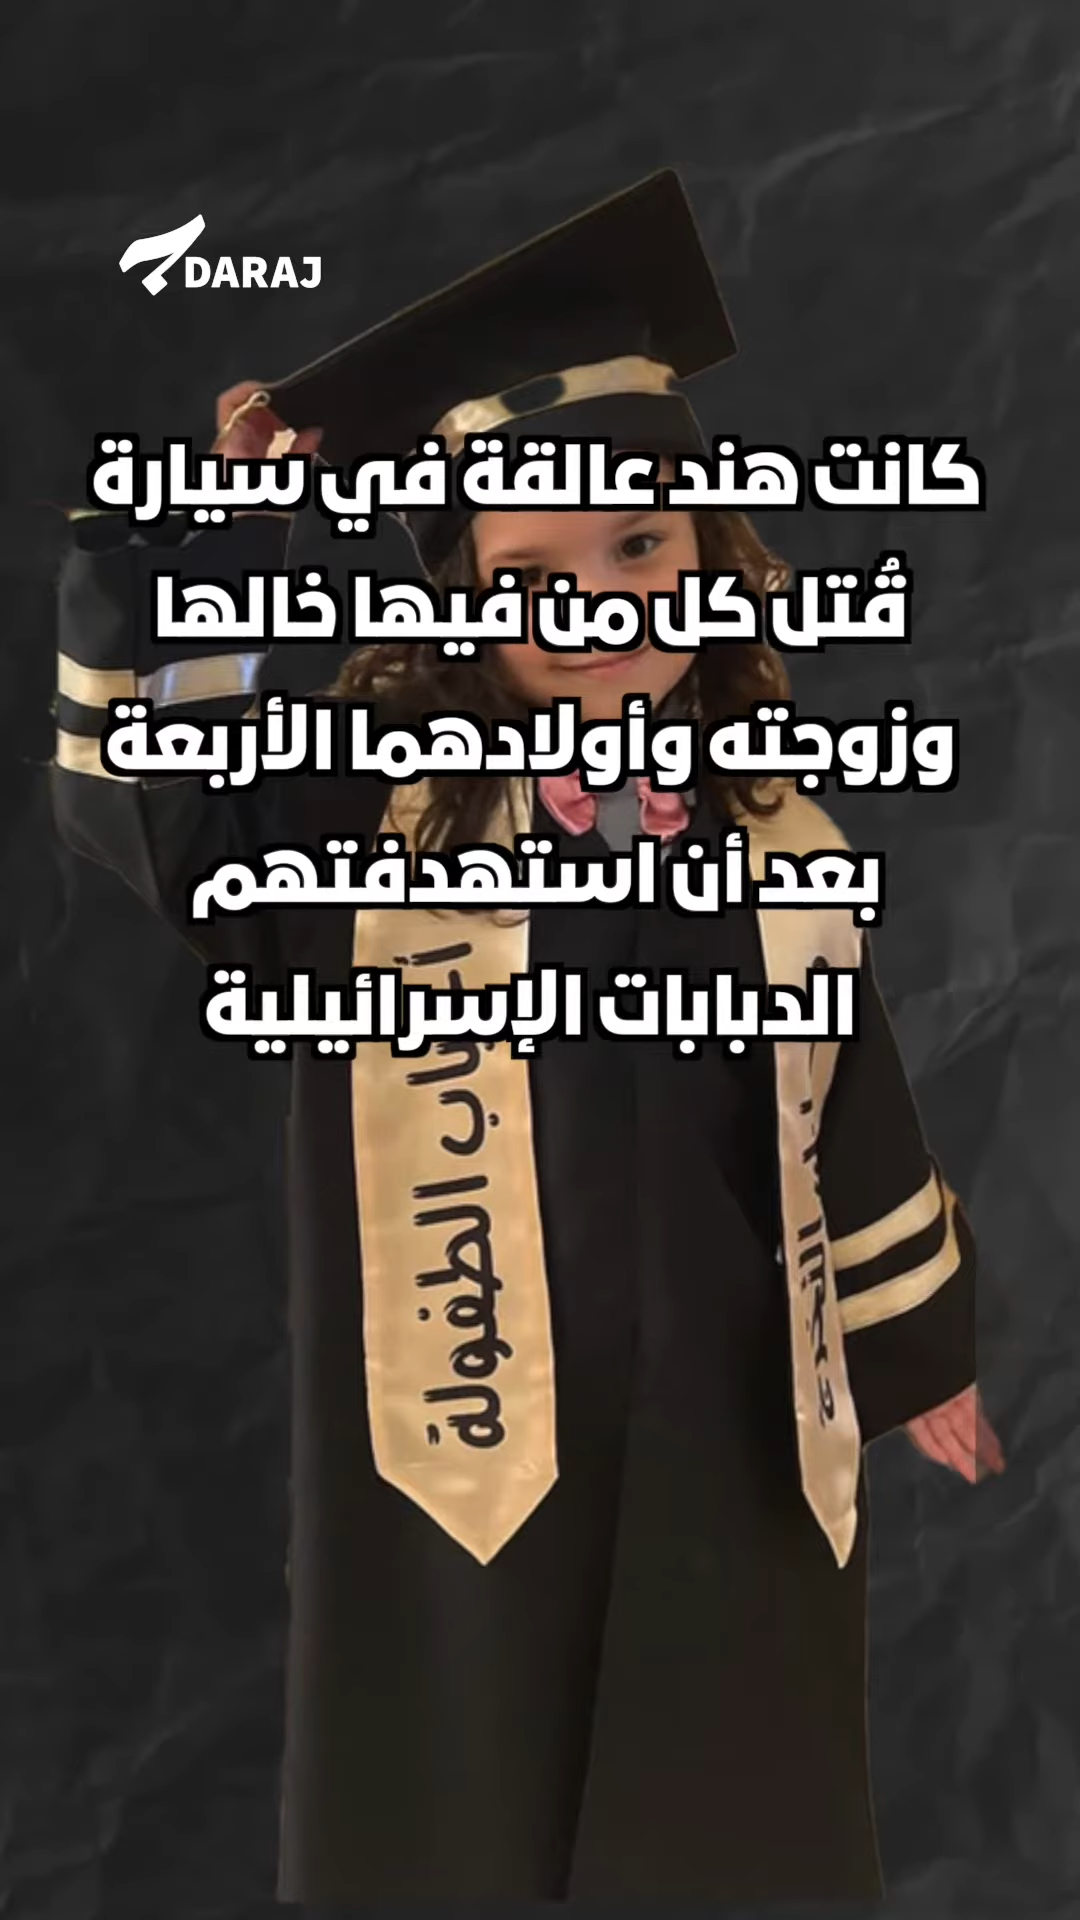 DARAJ
كانت هند عالقة في سيارة
قُتل كل من فيها خالها
وزوجته وأولادهما الأربعة
بعد أن استهدفتهم
الدبابات الإسرائيلية
الطفولة